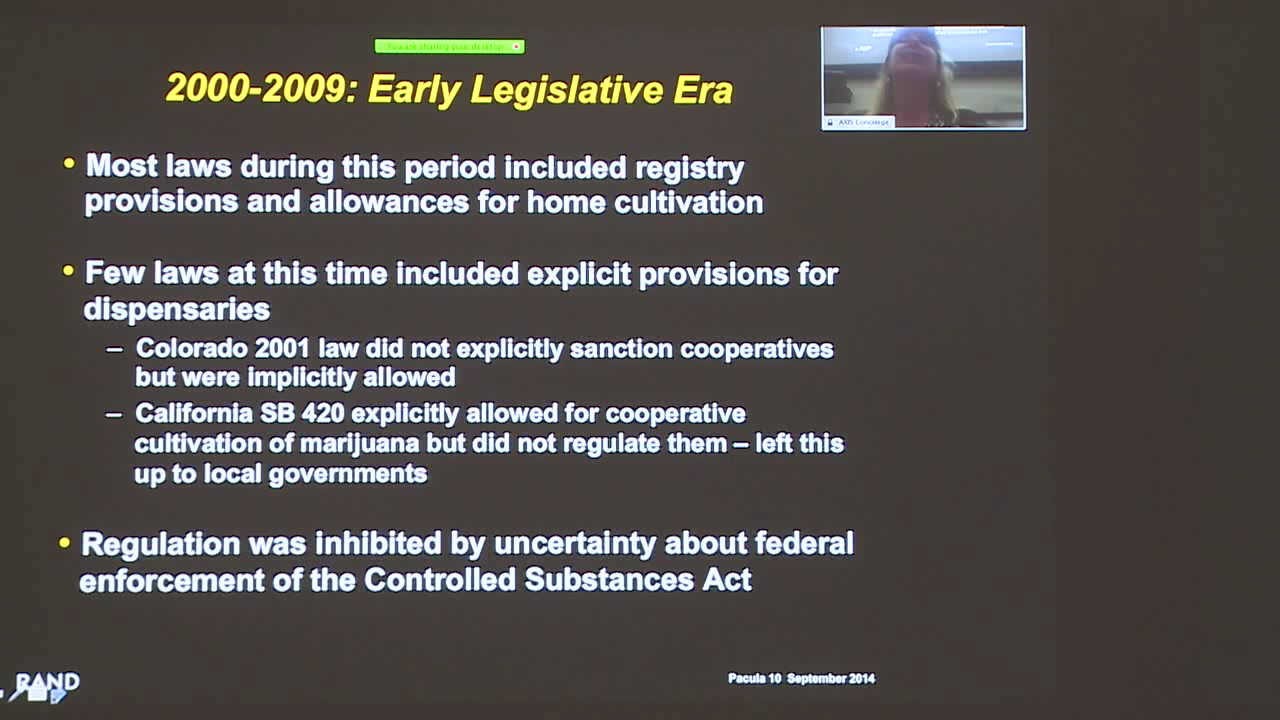 You are sharing your desktop
2000-2009: Early Legislative Era
AXIS Concierge
• Most laws during this period included registry
provisions and allowances for home cultivation
• Few laws at this time included explicit provisions for
dispensaries
– Colorado 2001 law did not explicitly sanction cooperatives
but were implicitly allowed
– California SB 420 explicitly allowed for cooperative
cultivation of marijuana but did not regulate them – left this
up to local governments
• Regulation was inhibited by uncertainty about federal
enforcement of the Controlled Substances Act
RAND
Pacula 10 September 2014